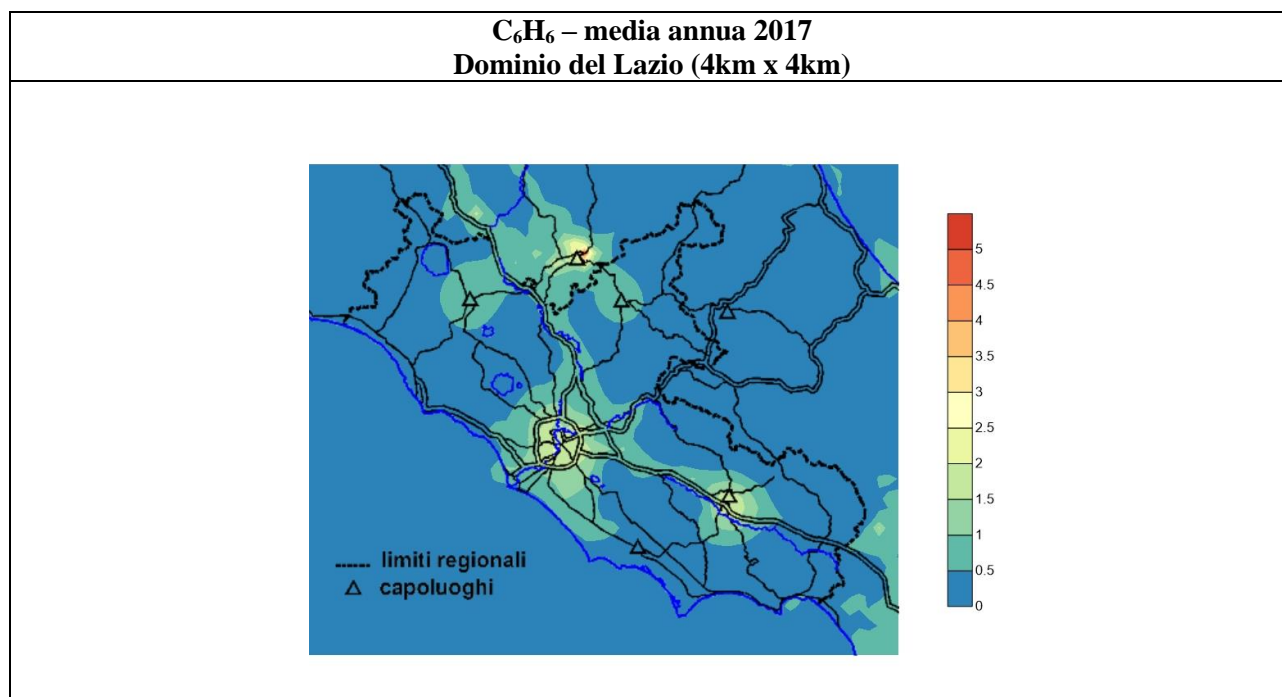 C₆H₆ – media annua 2017
Dominio del Lazio (4km x 4km)
5
4.5
4
3.5
3
2.5
2
1.5
1
0.5
0
limiti regionali
capoluoghi